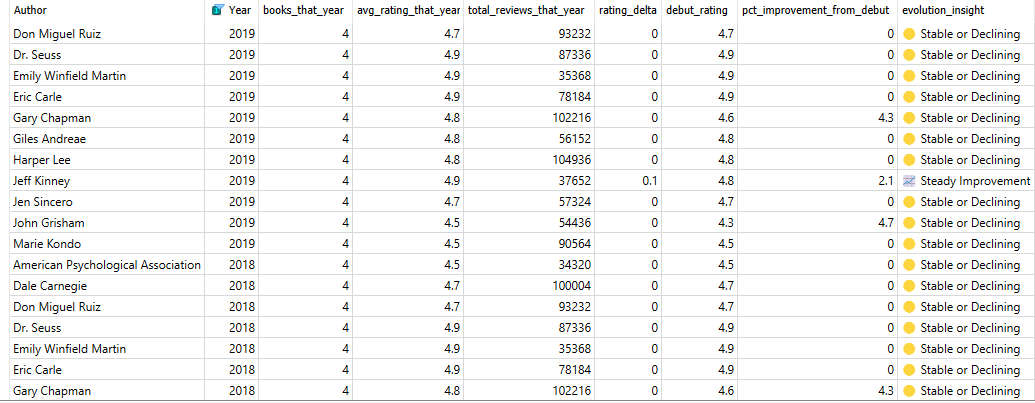 Author Year books_that_year avg_rating_that_year total_reviews_that_year rating_delta debut_rating pct_improvement_from_debut evolution_insight
Don Miguel Ruiz 2019 4 4.7 93232 0 4.7 0 Stable or Declining
Dr. Seuss 2019 4 4.9 87336 0 4.9 0 Stable or Declining
Emily Winfield Martin 2019 4 4.9 35368 0 4.9 0 Stable or Declining
Eric Carle 2019 4 4.9 78184 0 4.9 0 Stable or Declining
Gary Chapman 2019 4 4.8 102216 0 4.6 4.3 Stable or Declining
Giles Andreae 2019 4 4.8 56152 0 4.8 0 Stable or Declining
Harper Lee 2019 4 4.8 104936 0 4.8 0 Stable or Declining
Jeff Kinney 2019 4 4.9 37652 0.1 4.8 2.1 Steady Improvement
Jen Sincero 2019 4 4.7 57324 0 4.7 0 Stable or Declining
John Grisham 2019 4 4.5 54436 0 4.3 4.7 Stable or Declining
Marie Kondo 2019 4 4.5 90564 0 4.5 0 Stable or Declining
American Psychological Association 2018 4 4.5 34320 0 4.5 0 Stable or Declining
Dale Carnegie 2018 4 4.7 100004 0 4.7 0 Stable or Declining
Don Miguel Ruiz 2018 4 4.7 93232 0 4.7 0 Stable or Declining
Dr. Seuss 2018 4 4.9 87336 0 4.9 0 Stable or Declining
Emily Winfield Martin 2018 4 4.9 35368 0 4.9 0 Stable or Declining
Eric Carle 2018 4 4.9 78184 0 4.9 0 Stable or Declining
Gary Chapman 2018 4 4.8 102216 0 4.6 4.3 Stable or Declining